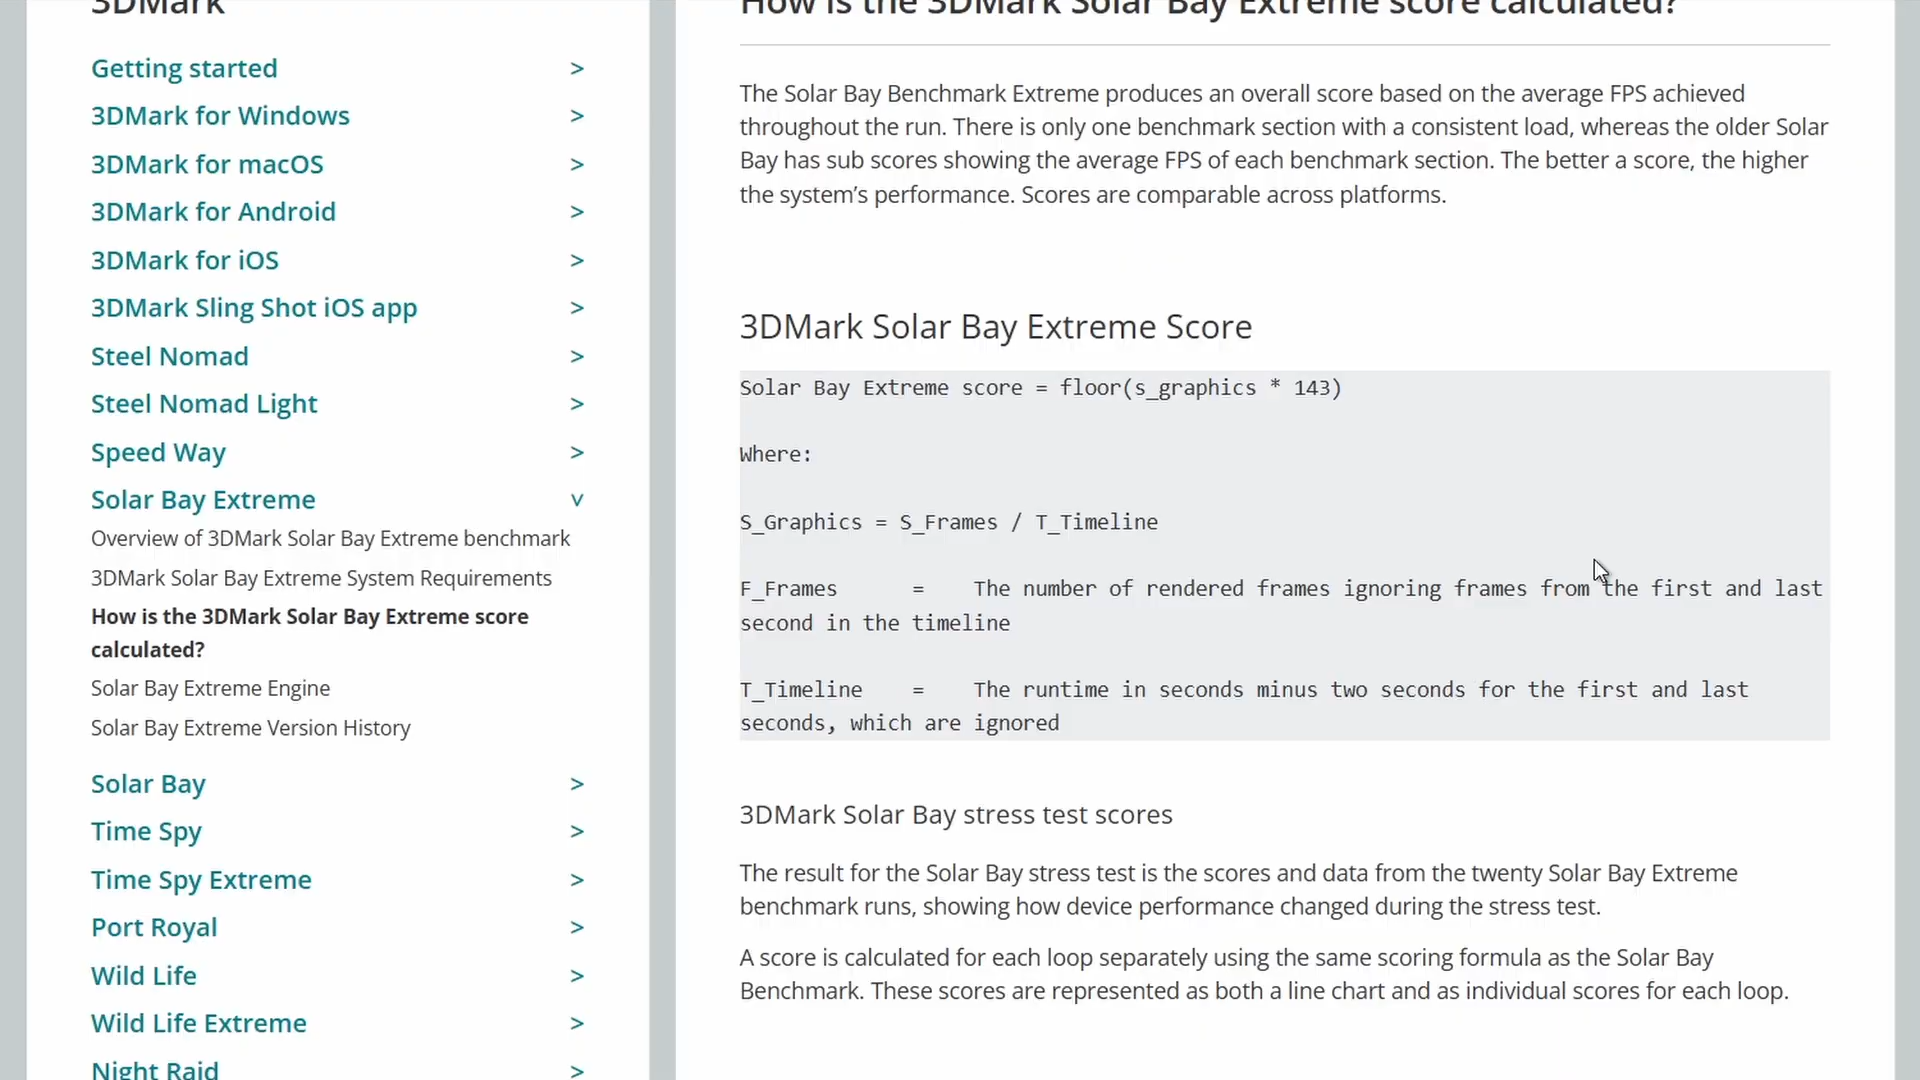 3DMark
Getting started >
3DMark for Windows >
3DMark for macOS >
3DMark for Android >
3DMark for iOS >
3DMark Sling Shot iOS app >
Steel Nomad >
Steel Nomad Light >
Speed Way >
Solar Bay Extreme v
Overview of 3DMark Solar Bay Extreme benchmark
3DMark Solar Bay Extreme System Requirements
How is the 3DMark Solar Bay Extreme score
calculated?
Solar Bay Extreme Engine
Solar Bay Extreme Version History
Solar Bay >
Time Spy >
Time Spy Extreme >
Port Royal >
Wild Life >
Wild Life Extreme >
Night Raid >
How is the 3DMark Solar Bay Extreme score calculated?
The Solar Bay Benchmark Extreme produces an overall score based on the average FPS achieved
throughout the run. There is only one benchmark section with a consistent load, whereas the older Solar
Bay has sub scores showing the average FPS of each benchmark section. The better a score, the higher
the system’s performance. Scores are comparable across platforms.
3DMark Solar Bay Extreme Score
Solar Bay Extreme score = floor(s_graphics * 143)
Where:
S_Graphics = S_Frames / T_Timeline
F_Frames = The number of rendered frames ignoring frames from the first and last
second in the timeline
T_Timeline = The runtime in seconds minus two seconds for the first and last
seconds, which are ignored
3DMark Solar Bay stress test scores
The result for the Solar Bay stress test is the scores and data from the twenty Solar Bay Extreme
benchmark runs, showing how device performance changed during the stress test.
A score is calculated for each loop separately using the same scoring formula as the Solar Bay
Benchmark. These scores are represented as both a line chart and as individual scores for each loop.